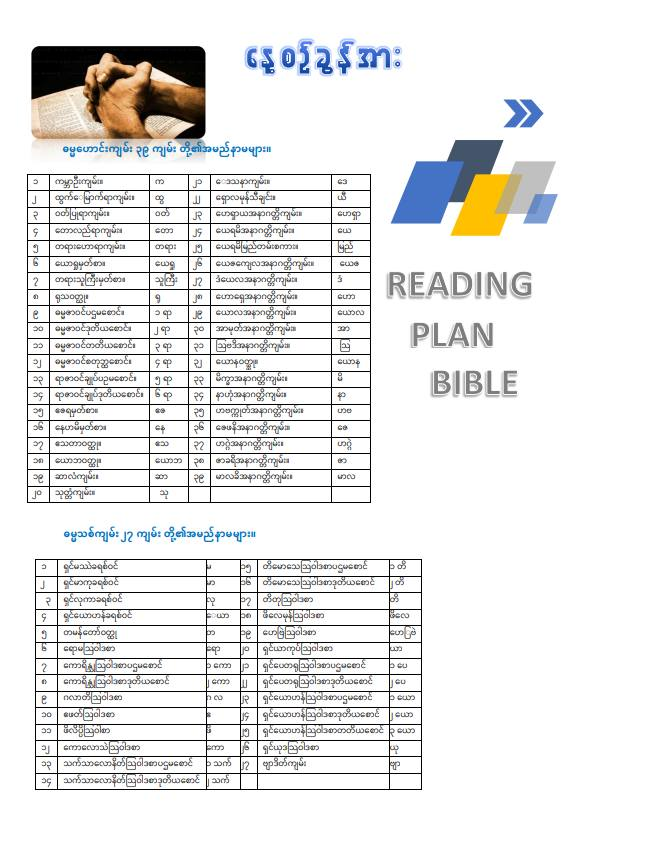 နေ့စဉ်ခွန်အား
ဓမ္မဟောင်းကျမ်း ၃၉ ကျမ်း တို့၏အမည်နာမများ။
၁ ကမ္ဘာဦးကျမ်း။ က ၂၁ ဒေသနာကျမ်း။ ဒေ
၂ ထွက်မြောက်ရာကျမ်း။ ထွ ၂၂ ရှောလမုန်သီချင်း။ ယီ
၃ ဝတ်ပြုရာကျမ်း။ ဝတ် ၂၃ ဟေရှာယအနာဂတ္တိကျမ်း။ ဟေရှာ
၄ တောလည်ရာကျမ်း။ တော ၂၄ ယေရမိအနာဂတ္တိကျမ်း။ ယေ
၅ တရားဟောရာကျမ်း။ တရား ၂၅ ယေရမိမြည်တမ်းစကား။ မြည်
၆ ယောရှုမှတ်စာ။ ယေရှု ၂၆ ယေဇကျေလအနာဂတ္တိကျမ်း။ ယေဇ
၇ တရားသူကြီးမှတ်စာ။ သူကြီး ၂၇ ဒံယေလအနာဂတ္တိကျမ်း။ ဒံ
၈ ရုသဝတ္ထု။ ရု ၂၈ ဟောရှေအနာဂတ္တိကျမ်း။ ဟော
၉ ဓမ္မရာဇဝင်ပဌမစောင်။ ၁ ရာ ၂၉ ယောလအနာဂတ္တိကျမ်း။ ယောလ
၁၀ ဓမ္မရာဇဝင်ဒုတိယစောင်။ ၂ ရာ ၃၀ အာမုတ်အနာဂတ္တိကျမ်း။ အာ
၁၁ ဓမ္မရာဇဝင်တတိယစောင်။ ၃ ရာ ၃၁ ဩဗဒိအနာဂတ္တိကျမ်း။ ဩ
၁၂ ဓမ္မရာဇဝင်စတုတ္ထစောင်။ ၄ ရာ ၃၂ ယောနဝတ္ထု။ ယောန
၁၃ ရာဇဝင်ချုပ်ပဌမစောင်။ ၅ ရာ ၃၃ မိက္ခာအနာဂတ္တိကျမ်း။ မိ
၁၄ ရာဇဝင်ချုပ်ဒုတိယစောင်။ ၆ ရာ ၃၄ နာဟုံအနာဂတ္တိကျမ်း။ နာ
၁၅ ဧဇရမှတ်စာ။ ဧဇ ၃၅ ဟဗက္ကုတ်အနာဂတ္တိကျမ်း။ ဟဗ
၁၆ နေဟမိမှတ်စာ။ နေ ၃၆ ဇေဖနိအနာဂတ္တိကျမ်း။ ဇေ
၁၇ ဧသတာဝတ္ထု။ ဧသ ၃၇ ဟဂ္ဂဲအနာဂတ္တိကျမ်း။ ဟဂ္ဂဲ
၁၈ ယောဘဝတ္ထု။ ယောဘ ၃၈ ဇာခရိအနာဂတ္တိကျမ်း။ ဇာ
၁၉ ဆာလံကျမ်း။ ဆာ ၃၉ မာလခိအနာဂတ္တိကျမ်း။ မာလ
၂၀ သုတ္တံကျမ်း။ သု
READING
PLAN
BIBLE
ဓမ္မသစ်ကျမ်း ၂၇ ကျမ်း တို့၏အမည်နာမများ။
၁ ရှင်မဿဲခရစ်ဝင် မ ၁၅ တိမောသေဩဝါဒစာပဌမစောင် ၁ တိ
၂ ရှင်မာကုခရစ်ဝင် မာ ၁၆ တိမောသေဩဝါဒစာဒုတိယစောင် ၂ တိ
၃ ရှင်လုကာခရစ်ဝင် လု ၁၇ တိတုဩဝါဒစာ တိ
၄ ရှင်ယောဟန်ခရစ်ဝင် ယော ၁၈ ဖိလေမုန်ဩဝါဒစာ ဖိလေ
၅ တမန်တော်ဝတ္ထု တ ၁၉ ဟေဗြဲဩဝါဒစာ ဟေဗြဲ
၆ ရောမဩဝါဒစာ ရော ၂၀ ရှင်ယာကုပ်ဩဝါဒစာ ယာ
၇ ကောရိန္သုဩဝါဒစာပဌမစောင် ၁ ကော ၂၁ ရှင်ပေတရုဩဝါဒစာပဌမစောင် ၁ ပေ
၈ ကောရိန္သုဩဝါဒစာဒုတိယစောင် ၂ ကော ၂၂ ရှင်ပေတရုဩဝါဒစာဒုတိယစောင် ၂ ပေ
၉ ဂလာတိဩဝါဒစာ ဂ လ ၂၃ ရှင်ယောဟန်ဩဝါဒစာပဌမစောင် ၁ ယော
၁၀ ဧဖတ်ဩဝါဒစာ ဧ ၂၄ ရှင်ယောဟန်ဩဝါဒစာဒုတိယစောင် ၂ ယော
၁၁ ဖိလိပ္ပိဩဝါစာ ဖိ ၂၅ ရှင်ယောဟန်ဩဝါဒစာတတိယစောင် ၃ ယော
၁၂ ကောလောသဲဩဝါဒစာ ကော ၂၆ ရှင်ယုဒဩဝါဒစာ ယု
၁၃ သက်သာလောနိတ်ဩဝါဒစာပဌမစောင် ၁ သက် ၂၇ ဗျာဒိတ်ကျမ်း ဗျာ
၁၄ သက်သာလောနိတ်ဩဝါဒစာဒုတိယစောင် ၂ သက်